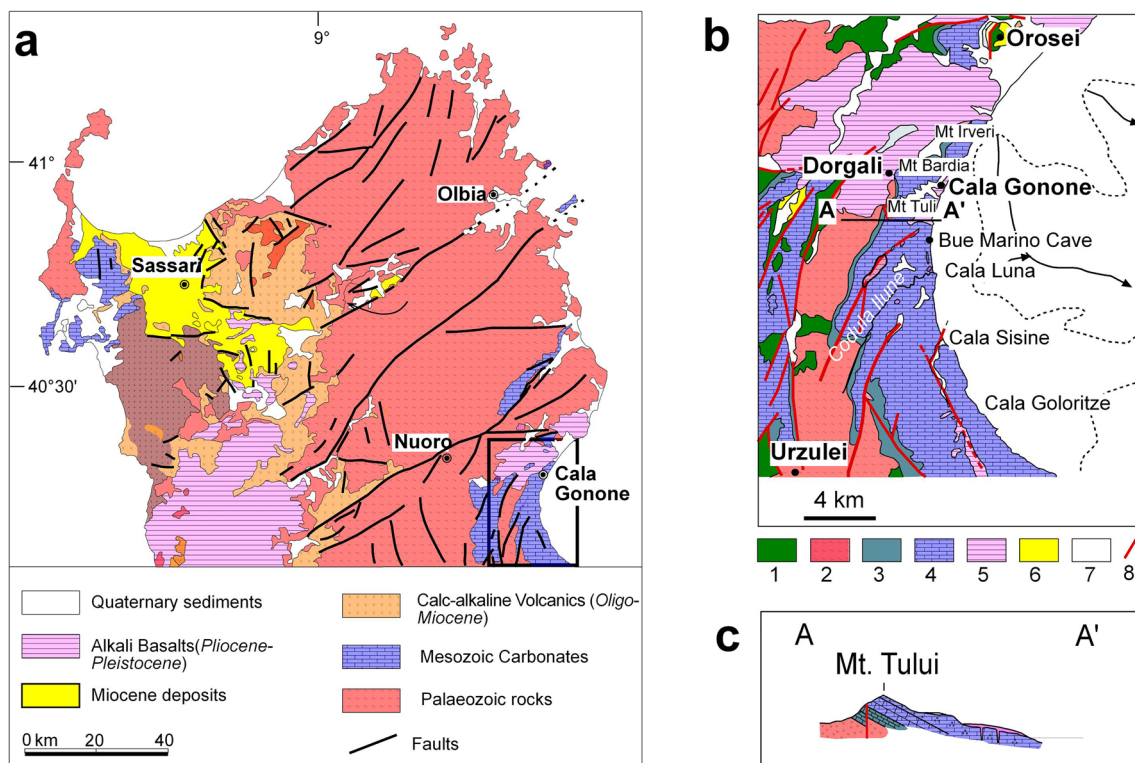 a
9°
41°
40°30'
Olbia
Sassari
Nuoro
Cala
Gonone
Quaternary sediments
Alkali Basalts(Pliocene-
Pleistocene)
Miocene deposits
Calc-alkaline Volcanics (Oligo-
Miocene)
Mesozoic Carbonates
Palaeozoic rocks
Faults
0 km 20 40
b
Orosei
Mt Irveri
Dorgali
Mt Bardia
Cala Gonone
Mt Tuli
A A'
Bue Marino Cave
Cala Luna
Codula Ilune
Cala Sisine
Cala Goloritze
Urzulei
4 km
1 2 3 4 5 6 7 8
c
A A'
Mt. Tului